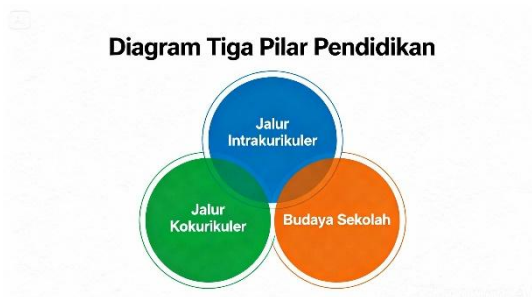 Diagram Tiga Pilar Pendidikan
Jalur
Intrakurikuler
Jalur
Kokurikuler
Budaya Sekolah